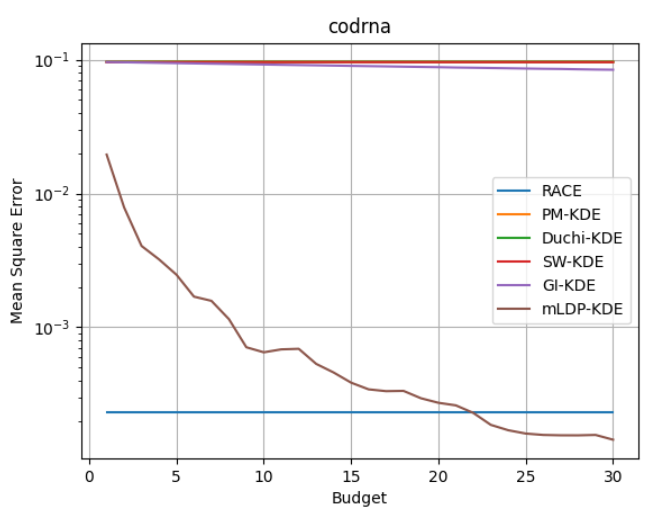 codrna
10⁻¹
10⁻²
10⁻³
Mean Square Error
RACE
PM-KDE
Duchi-KDE
SW-KDE
GI-KDE
mLDP-KDE
0 5 10 15 20 25 30
Budget